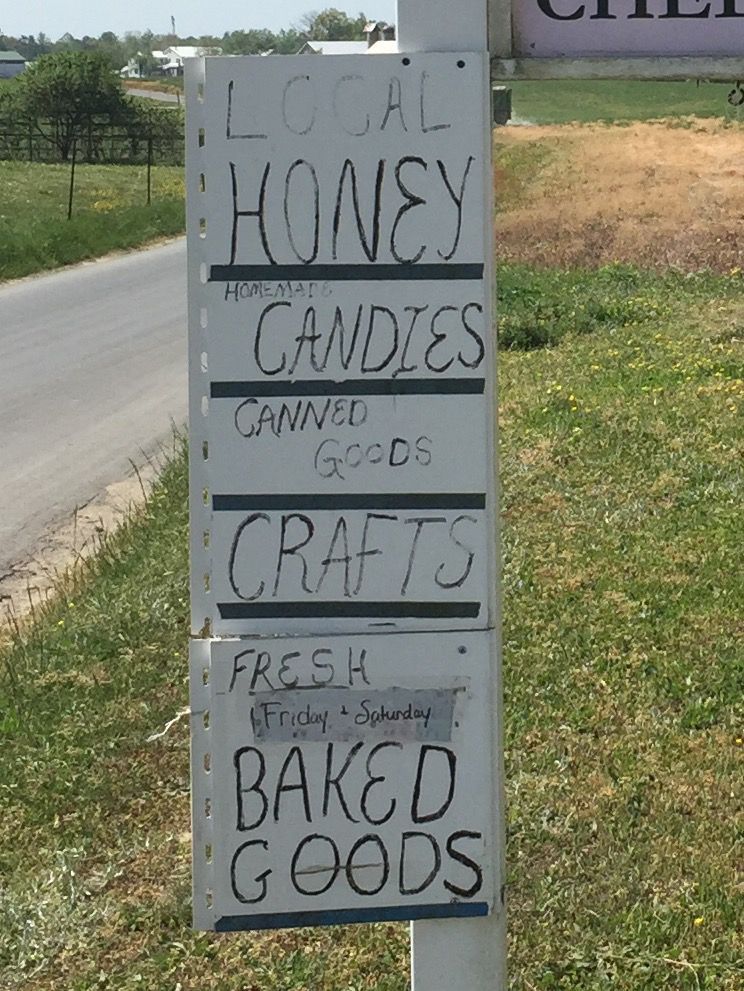 LOCAL
HONEY
HOMEMADE
CANDIES
CANNED
GOODS
CRAFTS
FRESH
Friday + Saturday
BAKED
GOODS